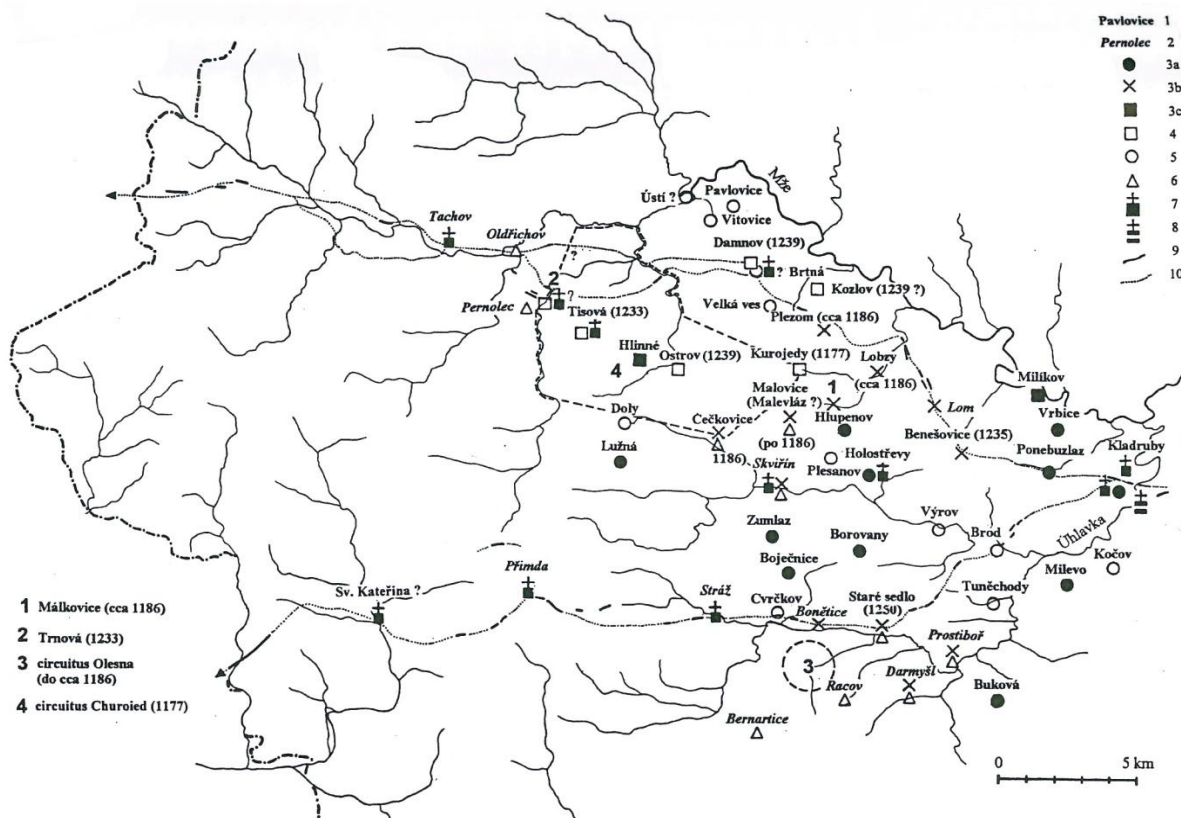 Pavlovice 1
Pernolec 2
3a
3b
3c
4
5
6
7
8
9
10
Mže
Ústí ?
Pavlovice
Vitovice
Tachov
Oldřichov
?
Damnov (1239)
?
Brtná
Kozlov (1239 ?)
2
?
Pernolec
Tisová (1233)
Velká ves
Plezom (cca 1186)
Hlinné
4
Ostrov (1239)
Kurojedy (1177)
Lobzy
(cca 1186)
1
Malovice
(Malevláz ?)
Milíkov
Vrbice
Doly
Čečkovice
1186)
(po 1186)
Hlupenov
Lom
Benešovice (1235)
Lužná
Ponebuzlaz
Kladruby
Skviřín
Plesanov
Holostřevy
Zumlaz
Borovany
Výrov
Brod
Úhlavka
Kočov
Boječnice
Milevo
Přimda
Sv. Kateřina ?
Stráž
Cvrčkov
Bonětice
Staré sedlo
(1250)
Tuněchody
Prostiboř
3
Racov
Darmyšl
Buková
Bernartice
1 Málkovice (cca 1186)
2 Trnová (1233)
3 circuitus Olesna
(do cca 1186)
4 circuitus Churoied (1177)
0 5 km